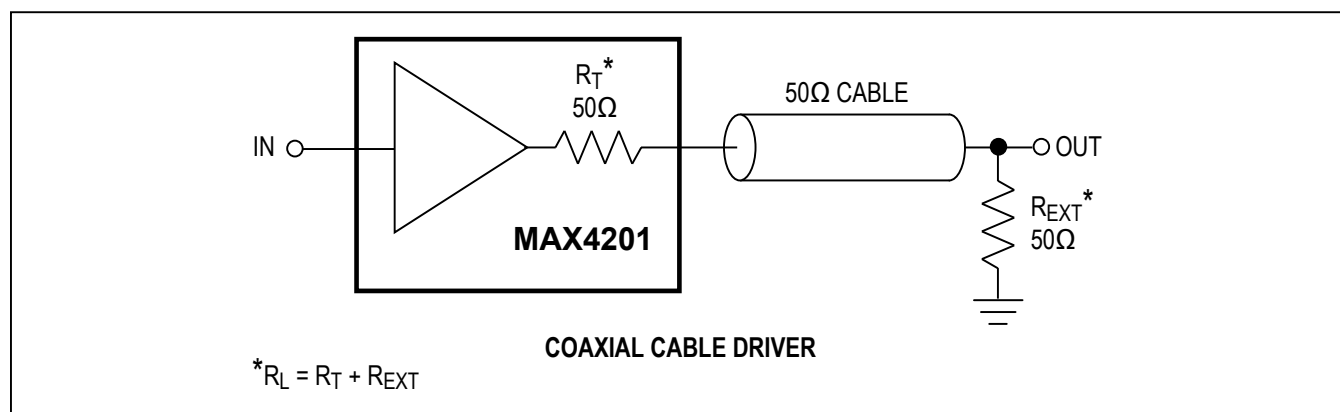 R_T*
50Ω
50Ω CABLE
IN
OUT
R_EXT*
50Ω
MAX4201
COAXIAL CABLE DRIVER
*R_L = R_T + R_EXT